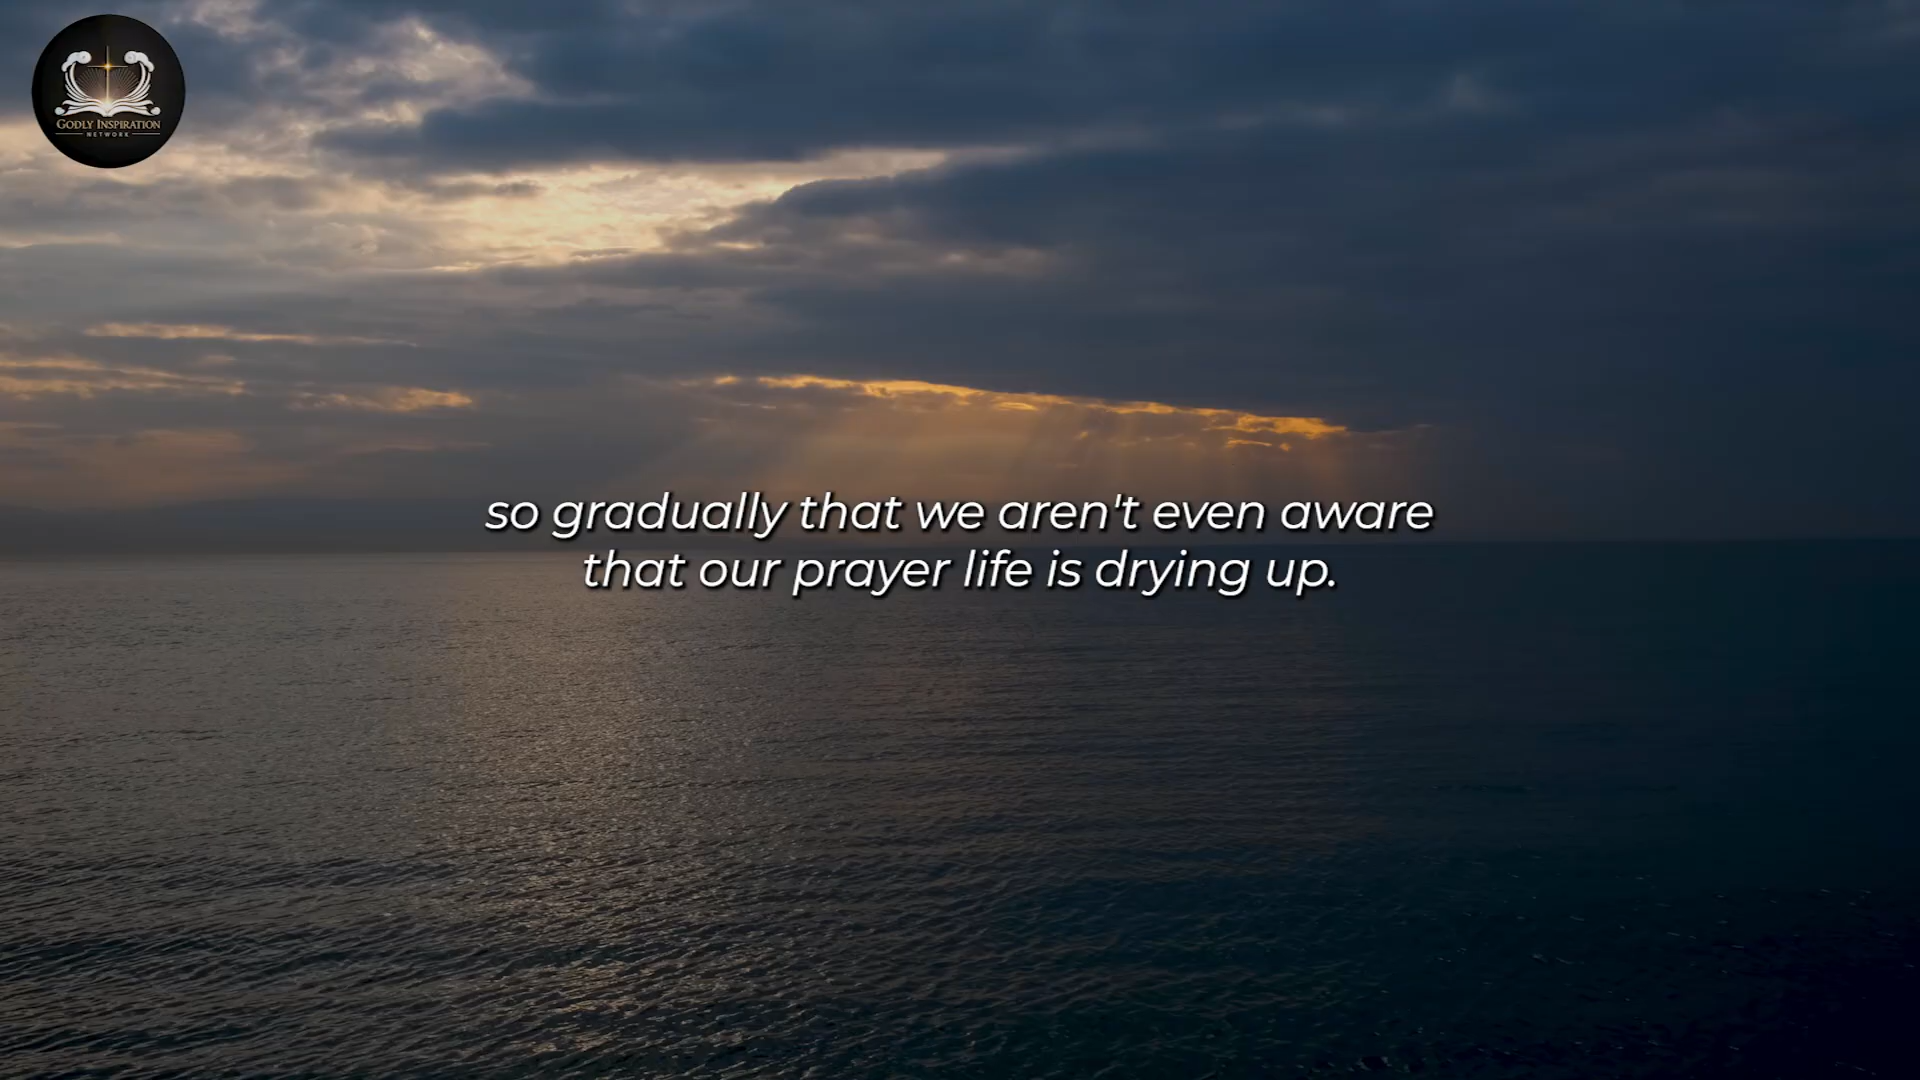 GODLY INSPIRATION
NETWORK
so gradually that we aren't even aware
that our prayer life is drying up.